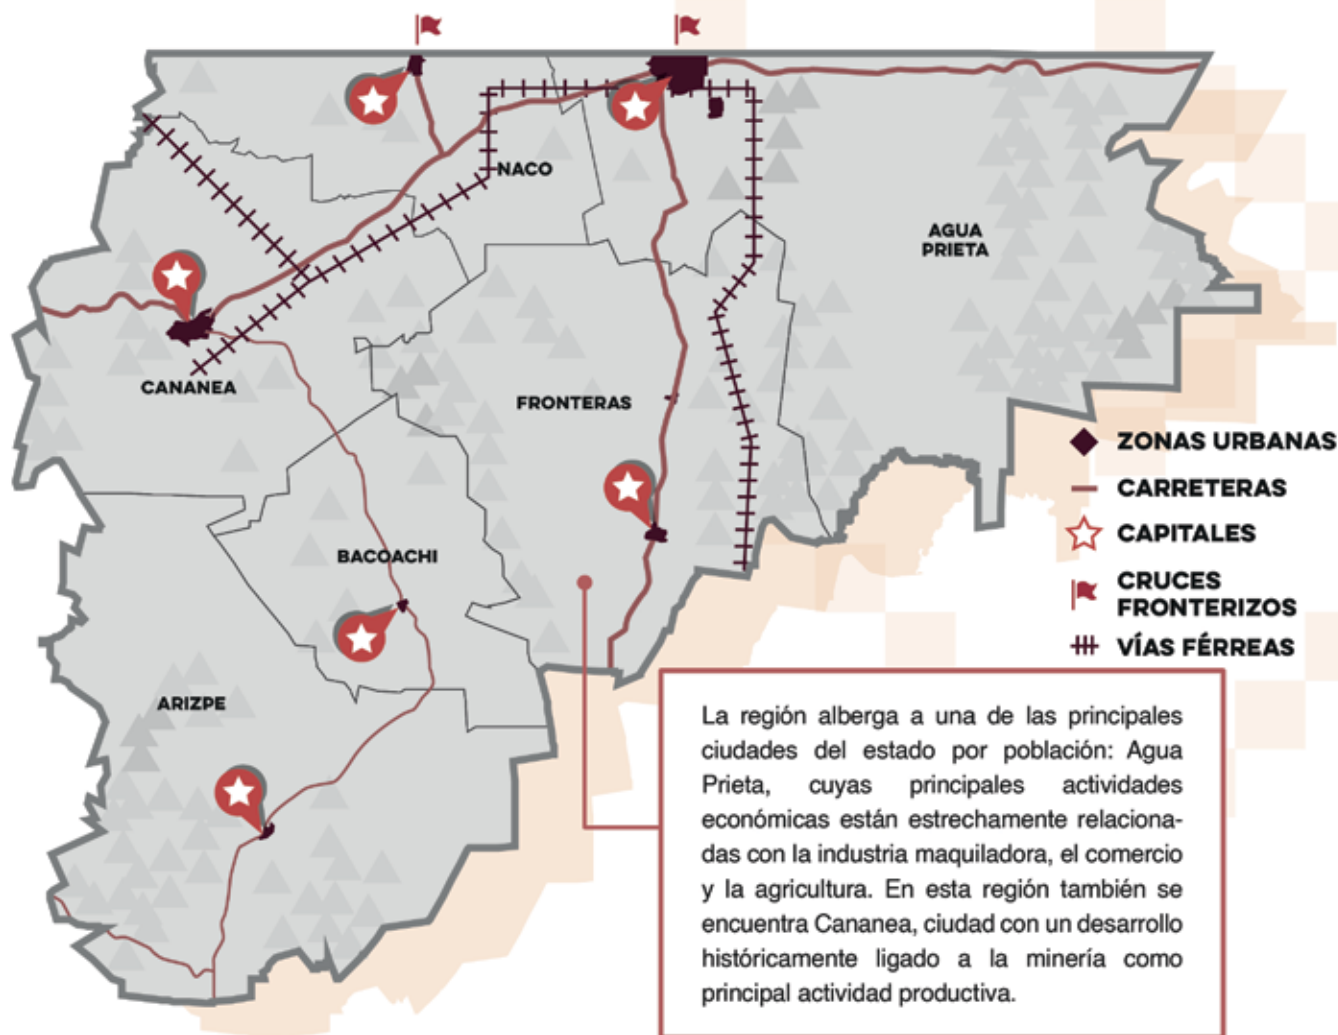 NACO
AGUA
PRIETA
CANANEA
FRONTERAS
BACOACHI
ARIZPE
ZONAS URBANAS
CARRETERAS
CAPITALES
CRUCES
FRONTERIZOS
VÍAS FÉRREAS
La región alberga a una de las principales
ciudades del estado por población: Agua
Prieta, cuyas principales actividades
económicas están estrechamente relaciona-
das con la industria maquiladora, el comercio
y la agricultura. En esta región también se
encuentra Cananea, ciudad con un desarrollo
históricamente ligado a la minería como
principal actividad productiva.